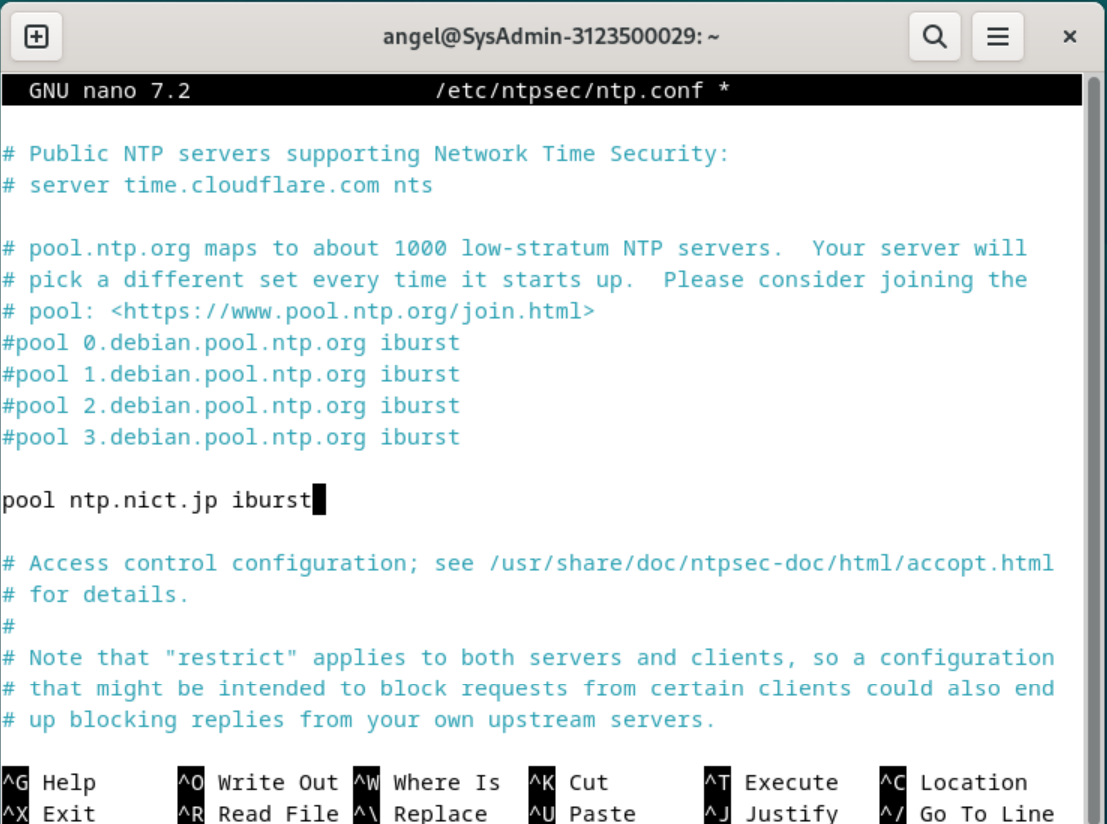 angel@SysAdmin-3123500029: ~
GNU nano 7.2 /etc/ntpsec/ntp.conf *
# Public NTP servers supporting Network Time Security:
# server time.cloudflare.com nts
# pool.ntp.org maps to about 1000 low-stratum NTP servers.  Your server will
# pick a different set every time it starts up.  Please consider joining the
# pool: <https://www.pool.ntp.org/join.html>
#pool 0.debian.pool.ntp.org iburst
#pool 1.debian.pool.ntp.org iburst
#pool 2.debian.pool.ntp.org iburst
#pool 3.debian.pool.ntp.org iburst
pool ntp.nict.jp iburst
# Access control configuration; see /usr/share/doc/ntpsec-doc/html/accopt.html
# for details.
#
# Note that "restrict" applies to both servers and clients, so a configuration
# that might be intended to block requests from certain clients could also end
# up blocking replies from your own upstream servers.
^G Help ^O Write Out ^W Where Is ^K Cut ^T Execute ^C Location
^X Exit ^R Read File ^\ Replace ^U Paste ^J Justify ^/ Go To Line